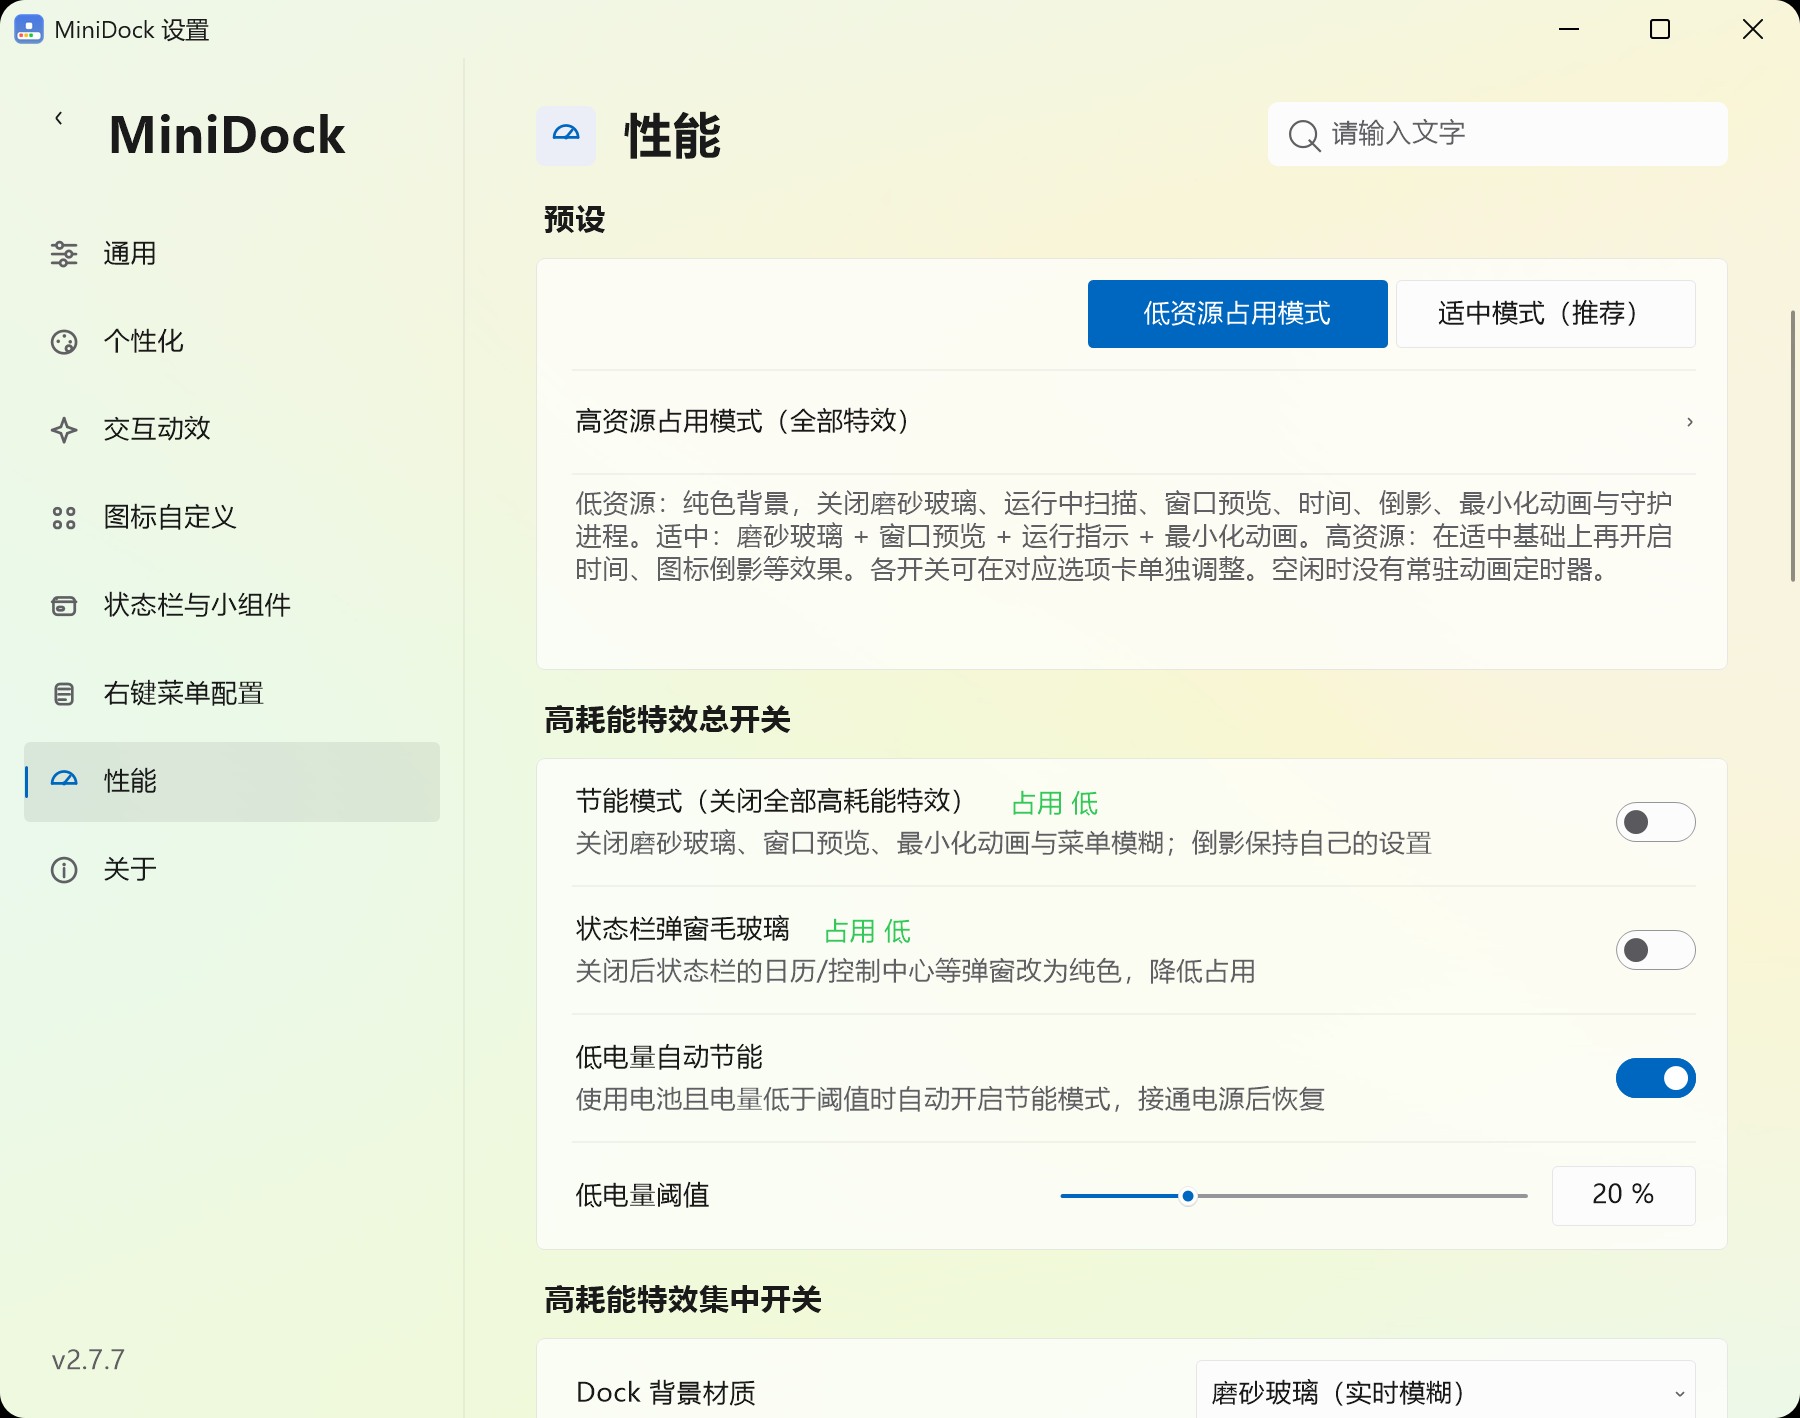 MiniDock 设置
MiniDock
通用
个性化
交互动效
图标自定义
状态栏与小组件
右键菜单配置
性能
关于
v2.7.7
性能
请输入文字
预设
低资源占用模式
适中模式（推荐）
高资源占用模式（全部特效）
低资源：纯色背景，关闭磨砂玻璃、运行中扫描、窗口预览、时间、倒影、最小化动画与守护
进程。适中：磨砂玻璃 + 窗口预览 + 运行指示 + 最小化动画。高资源：在适中基础上再开启
时间、图标倒影等效果。各开关可在对应选项卡单独调整。空闲时没有常驻动画定时器。
高耗能特效总开关
节能模式（关闭全部高耗能特效） 占用 低
关闭磨砂玻璃、窗口预览、最小化动画与菜单模糊；倒影保持自己的设置
状态栏弹窗毛玻璃 占用 低
关闭后状态栏的日历/控制中心等弹窗改为纯色，降低占用
低电量自动节能
使用电池且电量低于阈值时自动开启节能模式，接通电源后恢复
低电量阈值
20 %
高耗能特效集中开关
Dock 背景材质
磨砂玻璃（实时模糊）